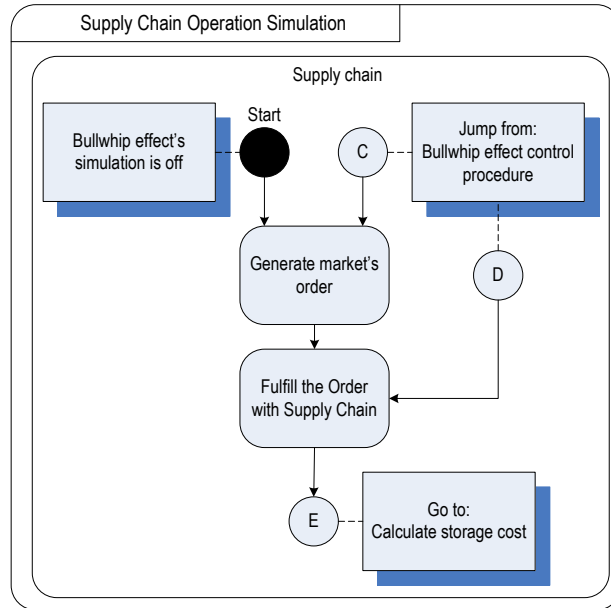 Supply Chain Operation Simulation
Supply chain
Start
Bullwhip effect's
simulation is off
C
Jump from:
Bullwhip effect control
procedure
Generate market's
order
D
Fulfill the Order
with Supply Chain
E
Go to:
Calculate storage cost